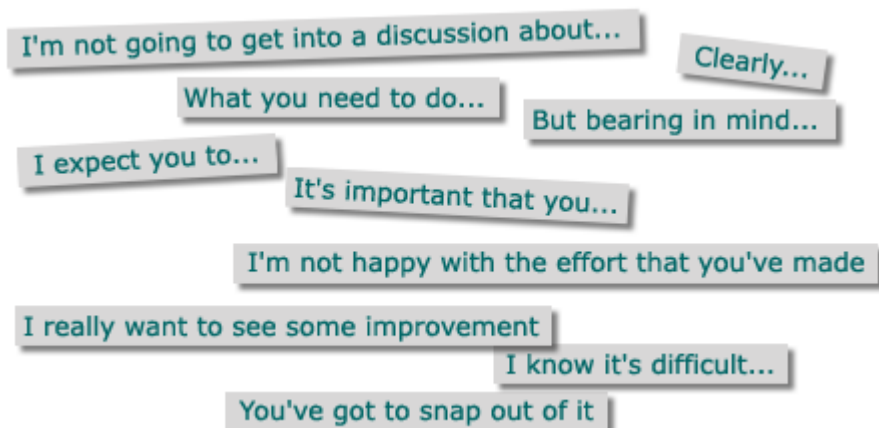 I'm not going to get into a discussion about...
Clearly...
What you need to do...
But bearing in mind...
I expect you to...
It's important that you...
I'm not happy with the effort that you've made
I really want to see some improvement
I know it's difficult...
You've got to snap out of it